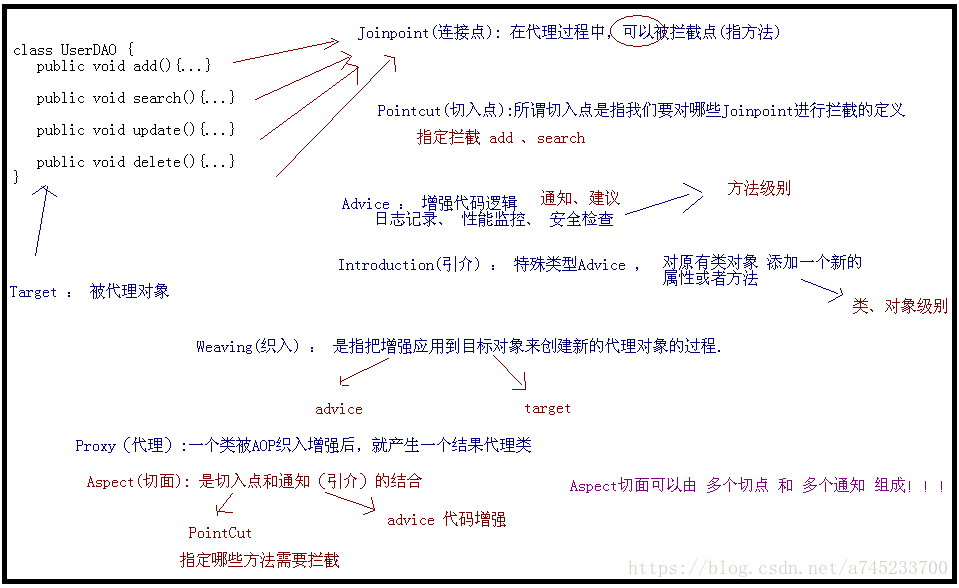 Joinpoint(连接点): 在代理过程中，可以被拦截点(指方法)
class UserDAO {
public void add(){...}
public void search(){...}
public void update(){...}
public void delete(){...}
}
Pointcut(切入点):所谓切入点是指我们要对哪些Joinpoint进行拦截的定义
指定拦截 add 、search
Advice : 增强代码逻辑 通知、建议
日志记录、 性能监控、 安全检查
方法级别
Introduction(引介) : 特殊类型Advice , 对原有类对象 添加一个新的
属性或者方法
Target : 被代理对象
类、对象级别
Weaving(织入) : 是指把增强应用到目标对象来创建新的代理对象的过程.
advice
target
Proxy（代理）:一个类被AOP织入增强后，就产生一个结果代理类
Aspect(切面): 是切入点和通知（引介）的结合
Aspect切面可以由 多个切点 和 多个通知 组成!!!
PointCut
advice 代码增强
指定哪些方法需要拦截
https://blog.csdn.net/a745233700